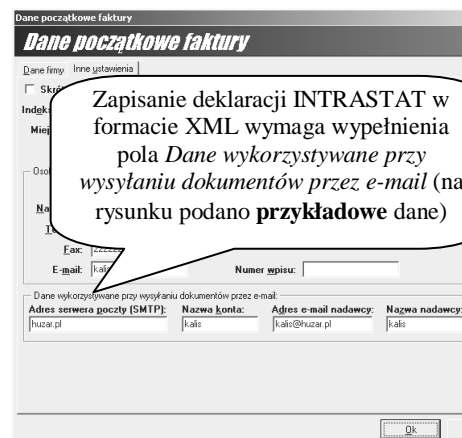 Dane początkowe faktury
Dane początkowe faktury
Dane firmy Inne ustawienia
Zapisanie deklaracji INTRASTAT w
formacie XML wymaga wypełnienia
pola Dane wykorzystywane przy
wysyłaniu dokumentów przez e-mail (na
rysunku podano przykładowe dane)
Fax:
E-mail: Numer wpisu:
Dane wykorzystywane przy wysyłaniu dokumentów przez e-mail:
Adres serwera poczty (SMTP): Nazwa konta: Adres e-mail nadawcy: Nazwa nadawcy:
huzar.pl kalis kalis@huzar.pl kalis
Ok